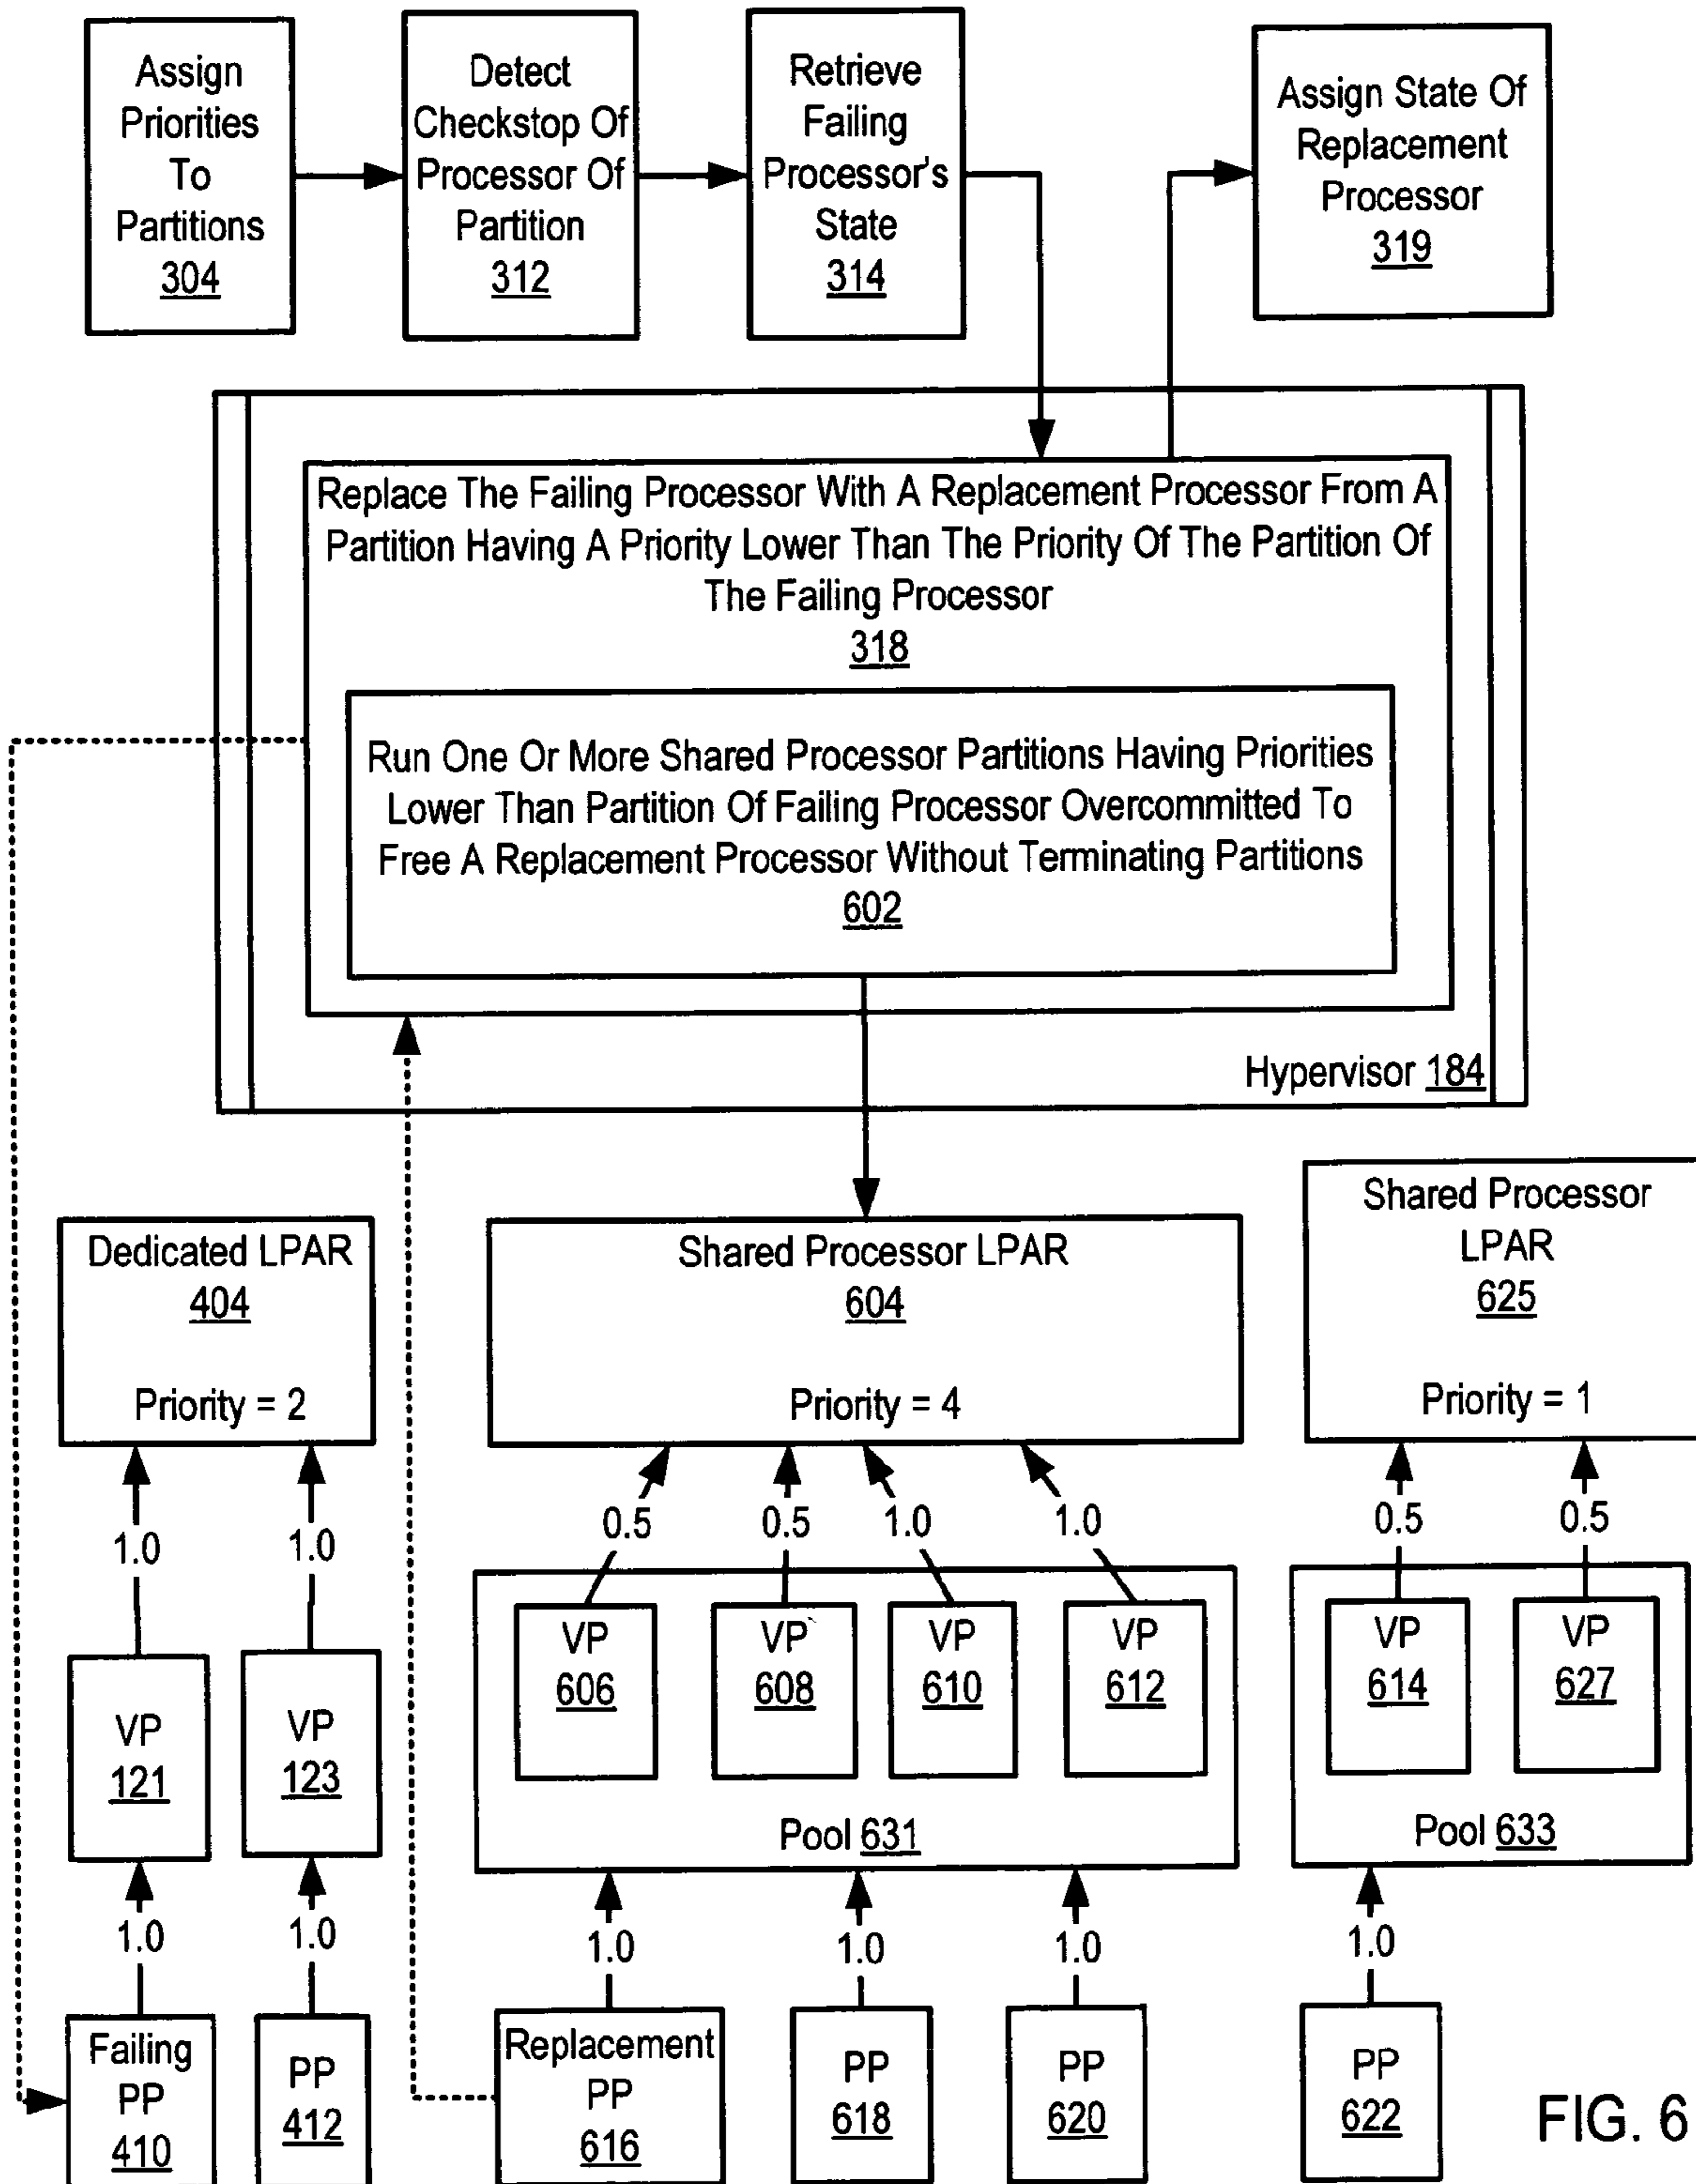 Assign
Priorities
To
Partitions
304
Detect
Checkstop Of
Processor Of
Partition
312
Retrieve
Failing
Processor's
State
314
Assign State Of
Replacement
Processor
319
Replace The Failing Processor With A Replacement Processor From A
Partition Having A Priority Lower Than The Priority Of The Partition Of
The Failing Processor
318
Run One Or More Shared Processor Partitions Having Priorities
Lower Than Partition Of Failing Processor Overcommitted To
Free A Replacement Processor Without Terminating Partitions
602
Hypervisor 184
Dedicated LPAR
404
Priority = 2
Shared Processor LPAR
604
Priority = 4
Shared Processor
LPAR
625
Priority = 1
1.0
1.0
0.5
0.5
1.0
1.0
0.5
0.5
VP
121
VP
123
VP
606
VP
608
VP
610
VP
612
Pool 631
VP
614
VP
627
Pool 633
1.0
1.0
1.0
1.0
1.0
1.0
Failing
PP
410
PP
412
Replacement
PP
616
PP
618
PP
620
PP
622
FIG. 6